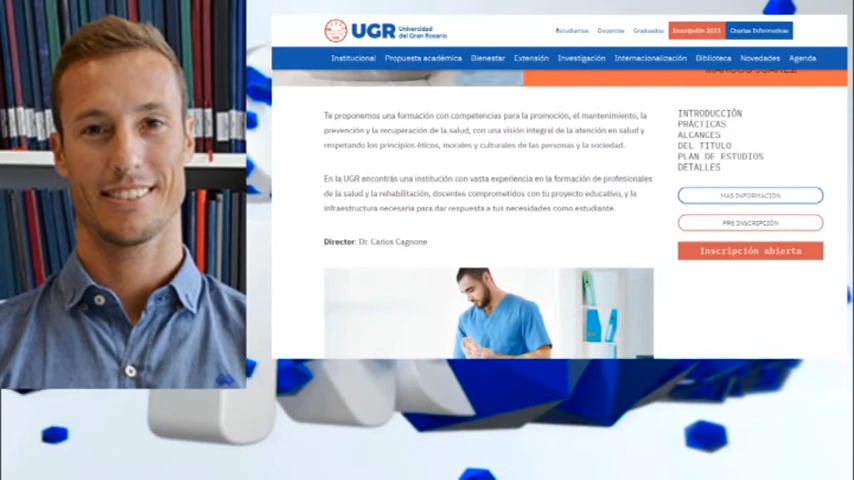 UGR Universidad
del Gran Rosario
Estudiantes Docentes Graduados Inscripción 2021 Charlas Informativas
Institucional Propuesta académica Bienestar Extensión Investigación Internacionalización Biblioteca Novedades Agenda
MARCOS JUÁREZ
Te proponemos una formación con competencias para la promoción, el mantenimiento, la
prevención y la recuperación de la salud, con una visión integral de la atención en salud y
respetando los principios éticos, morales y culturales de las personas y la sociedad.
En la UGR encontrás una institución con vasta experiencia en la formación de profesionales
de la salud y la rehabilitación, docentes comprometidos con tu proyecto educativo, y la
infraestructura necesaria para dar respuesta a tus necesidades como estudiante.
Director: Dr. Carlos Cagnone
INTRODUCCIÓN
PRÁCTICAS
ALCANCES
DEL TITULO
PLAN DE ESTUDIOS
DETALLES
MAS INFORMACION
PRE INSCRIPCIÓN
Inscripción abierta